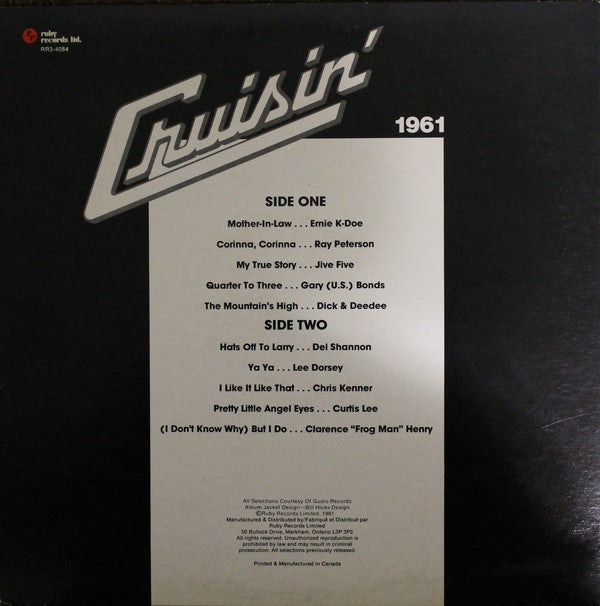 ruby
records ltd.
RR3-4084
Cruisin'
1961
SIDE ONE
Mother-In-Law . . . Ernie K-Doe
Corinna, Corinna . . . Ray Peterson
My True Story . . . Jive Five
Quarter To Three . . . Gary (U.S.) Bonds
The Mountain's High . . . Dick & Deedee
SIDE TWO
Hats Off To Larry . . . Del Shannon
Ya Ya . . . Lee Dorsey
I Like It Like That . . . Chris Kenner
Pretty Little Angel Eyes . . . Curtis Lee
(I Don't Know Why) But I Do . . . Clarence "Frog Man" Henry
All Selections Courtesy Of Gusto Records
Album Jacket Design—Bill Hicks Design
©Ruby Records Limited, 1981
Manufactured & Distributed by/Fabriqué et Distribué par
Ruby Records Limited
50 Bullock Drive, Markham, Ontario L3P 3P2
All rights reserved. Unauthorized reproduction is
prohibited by law and may result in criminal
prosecution. All selections previously released.
Printed & Manufactured in Canada